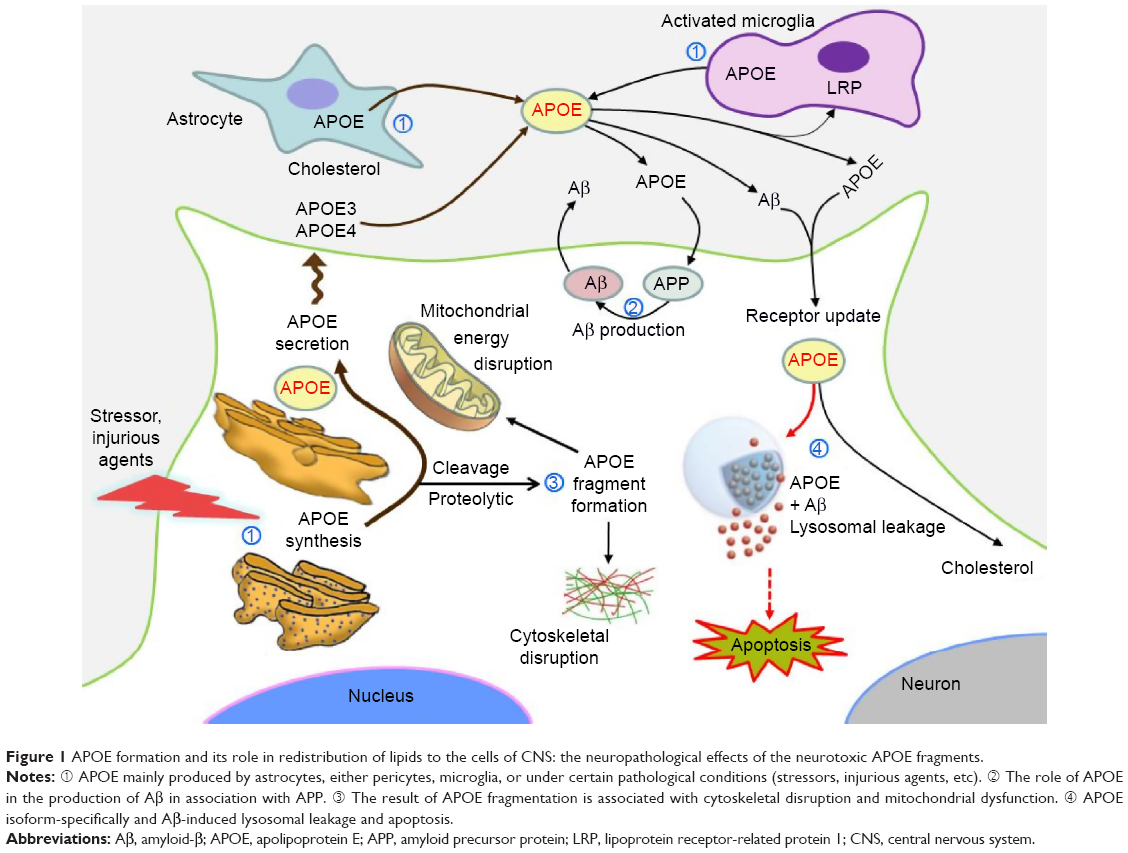 Activated microglia
①
APOE
LRP
Astrocyte
APOE
①
APOE
Cholesterol
APOE3
APOE4
Aβ
APOE
Aβ
APOE
Aβ
APP
②
Aβ production
Mitochondrial
energy
disruption
Receptor update
APOE
APOE
secretion
APOE
Stressor,
injurious
agents
①
APOE
synthesis
Cleavage
Proteolytic
③
APOE
fragment
formation
④
APOE
+ Aβ
Lysosomal leakage
Cholesterol
Cytoskeletal
disruption
Apoptosis
Nucleus
Neuron
Figure 1 APOE formation and its role in redistribution of lipids to the cells of CNS: the neuropathological effects of the neurotoxic APOE fragments.
Notes: ① APOE mainly produced by astrocytes, either pericytes, microglia, or under certain pathological conditions (stressors, injurious agents, etc). ② The role of APOE
in the production of Aβ in association with APP. ③ The result of APOE fragmentation is associated with cytoskeletal disruption and mitochondrial dysfunction. ④ APOE
isoform-specifically and Aβ-induced lysosomal leakage and apoptosis.
Abbreviations: Aβ, amyloid-β; APOE, apolipoprotein E; APP, amyloid precursor protein; LRP, lipoprotein receptor-related protein 1; CNS, central nervous system.